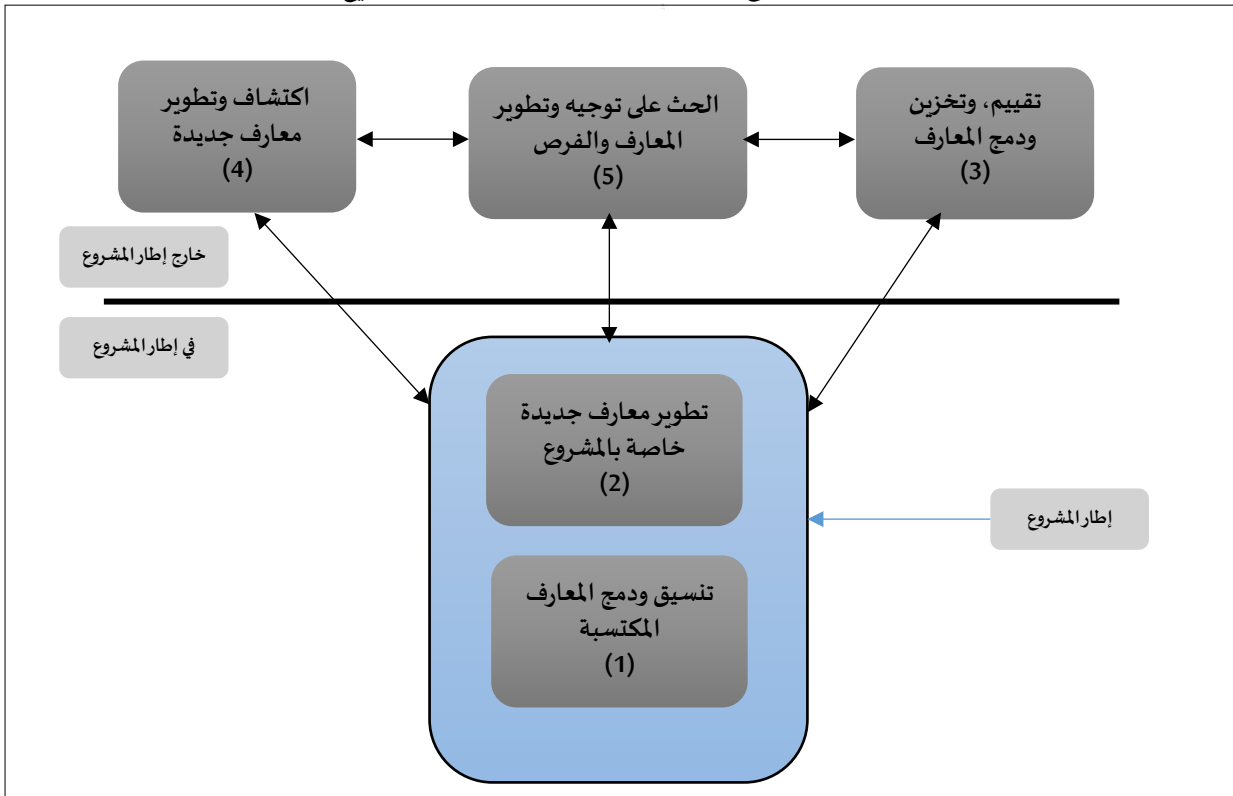 تقييم، وتخزين
ودمج المعارف
(3)
الحث على توجيه وتطوير
المعارف والفرص
(5)
اكتشاف وتطوير
معارف جديدة
(4)
خارج إطار المشروع
في إطار المشروع
تطوير معارف جديدة
خاصة بالمشروع
(2)
إطار المشروع
تنسيق ودمج المعارف
المكتسبة
(1)